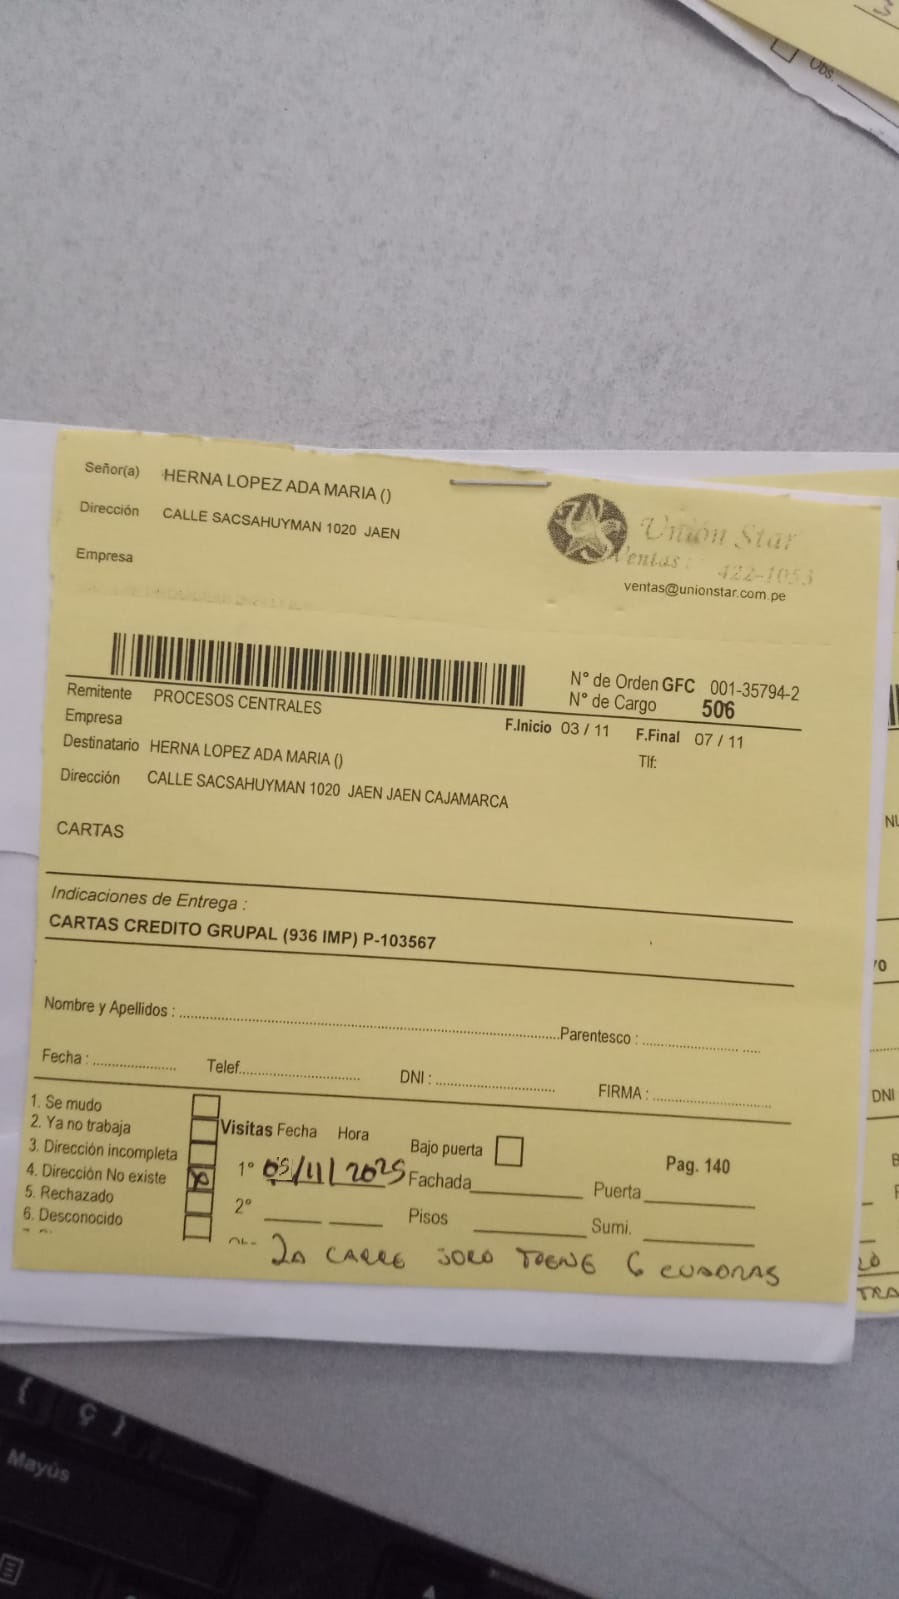 Obs.
Señor(a) HERNA LOPEZ ADA MARIA ()
Dirección CALLE SACSAHUYMAN 1020 JAEN
Empresa
Unión Star
Ventas: 422-1053
ventas@unionstar.com.pe
N° de Orden GFC 001-35794-2
N° de Cargo 506
Remitente PROCESOS CENTRALES
Empresa
F.Inicio 03 / 11 F.Final 07 / 11
Destinatario HERNA LOPEZ ADA MARIA ()
Tlf:
Dirección CALLE SACSAHUYMAN 1020 JAEN JAEN CAJAMARCA
CARTAS
Indicaciones de Entrega :
CARTAS CREDITO GRUPAL (936 IMP) P-103567
Nombre y Apellidos : Parentesco :
Fecha : Telef. DNI : FIRMA :
1. Se mudo
2. Ya no trabaja
3. Dirección incompleta
4. Dirección No existe
5. Rechazado
6. Desconocido
Visitas Fecha Hora Bajo puerta
1° 05/11/2025 Fachada Puerta
Pag. 140
2° Pisos Sumi.
LA CALLE SOLO TIENE 6 CUADRAS
DNI
TRA
Mayús
{ Ç }